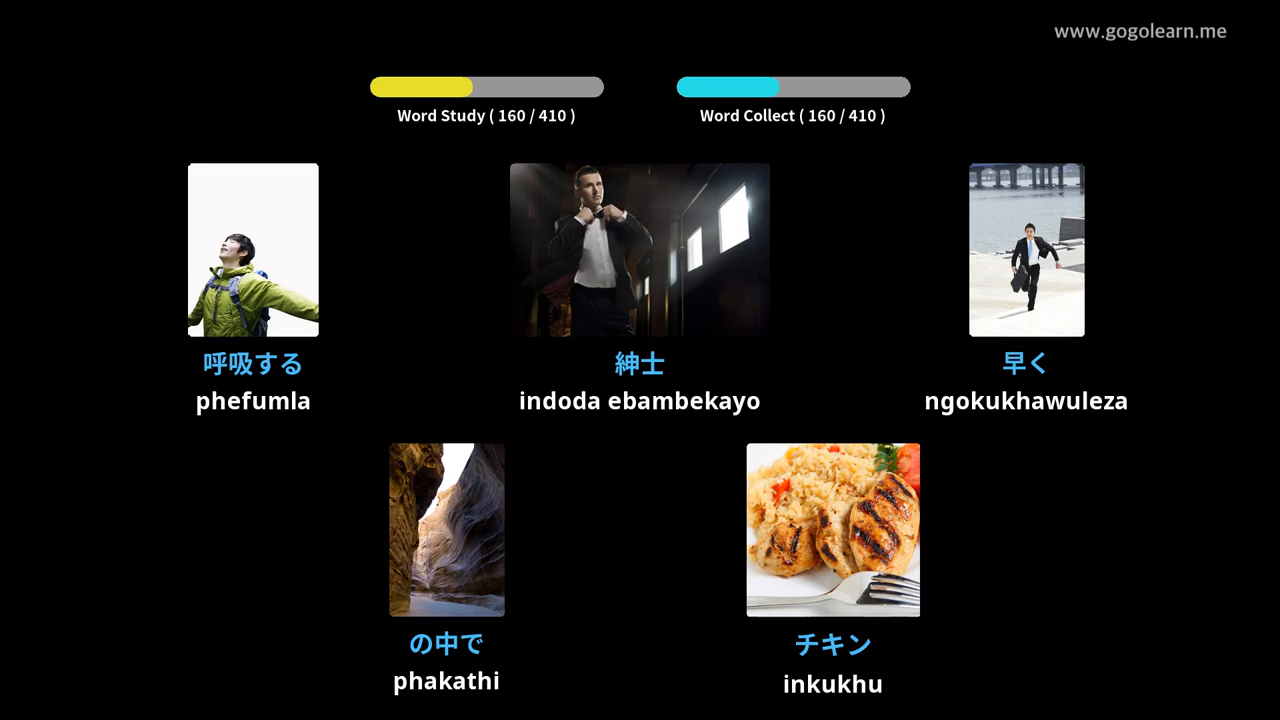 www.gogolearn.me
Word Study ( 160 / 410 )
Word Collect ( 160 / 410 )
呼吸する
phefumla
紳士
indoda ebambekayo
早く
ngokukhawuleza
の中で
phakathi
チキン
inkukhu